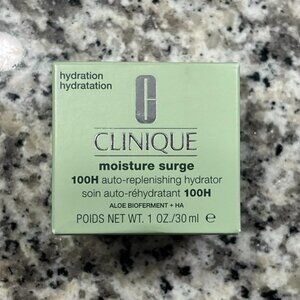 hydration
hydratation
C
CLINIQUE
moisture surge
100H auto-replenishing hydrator
soin auto-réhydratant 100H
ALOE BIOFERMENT + HA
POIDS NET WT. 1 OZ./30 ml ℮